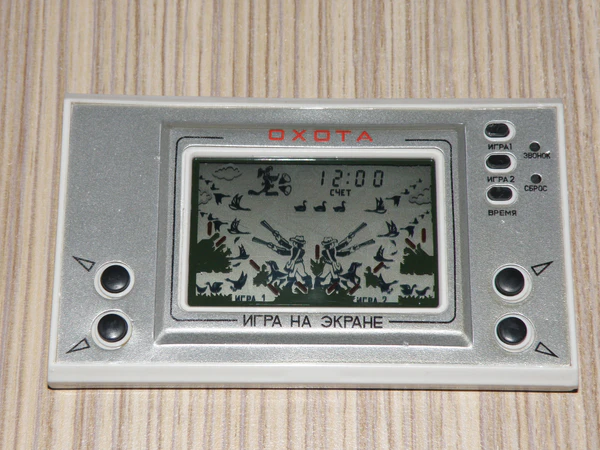 ОХОТА
12:00
СЧЕТ
ИГРА 1
ИГРА 2
ИГРА НА ЭКРАНЕ
ИГРА1
ЗВОНОК
ИГРА 2
СБРОС
ВРЕМЯ